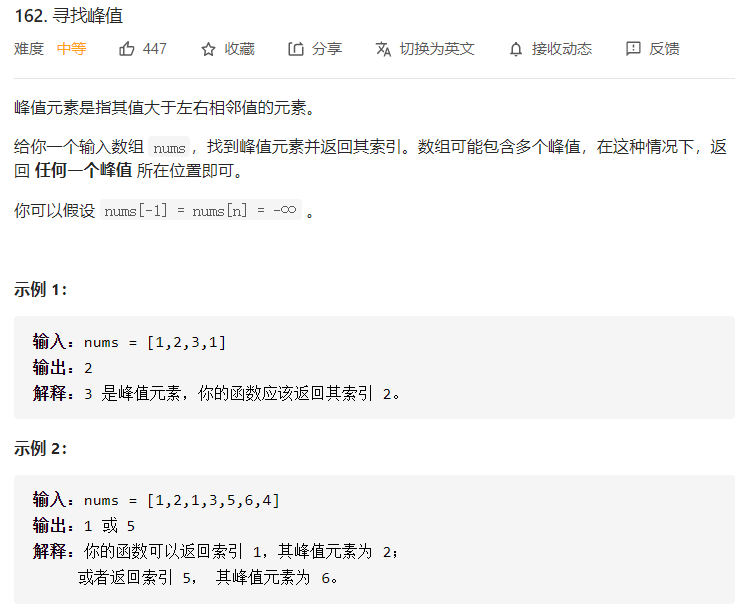 162. 寻找峰值
难度 中等 447 收藏 分享 切换为英文 接收动态 反馈
峰值元素是指其值大于左右相邻值的元素。
给你一个输入数组 nums，找到峰值元素并返回其索引。数组可能包含多个峰值，在这种情况下，返
回 任何一个峰值 所在位置即可。
你可以假设 nums[-1] = nums[n] = -∞ 。
示例 1：
输入：nums = [1,2,3,1]
输出：2
解释：3 是峰值元素，你的函数应该返回其索引 2。
示例 2：
输入：nums = [1,2,1,3,5,6,4]
输出：1 或 5
解释：你的函数可以返回索引 1，其峰值元素为 2；
或者返回索引 5， 其峰值元素为 6。